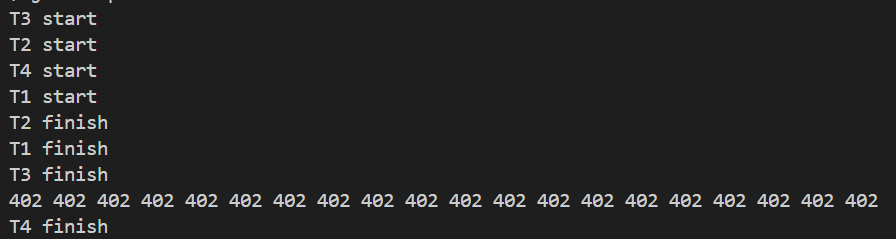 T3 start
T2 start
T4 start
T1 start
T2 finish
T1 finish
T3 finish
402 402 402 402 402 402 402 402 402 402 402 402 402 402 402 402 402 402 402 402
T4 finish